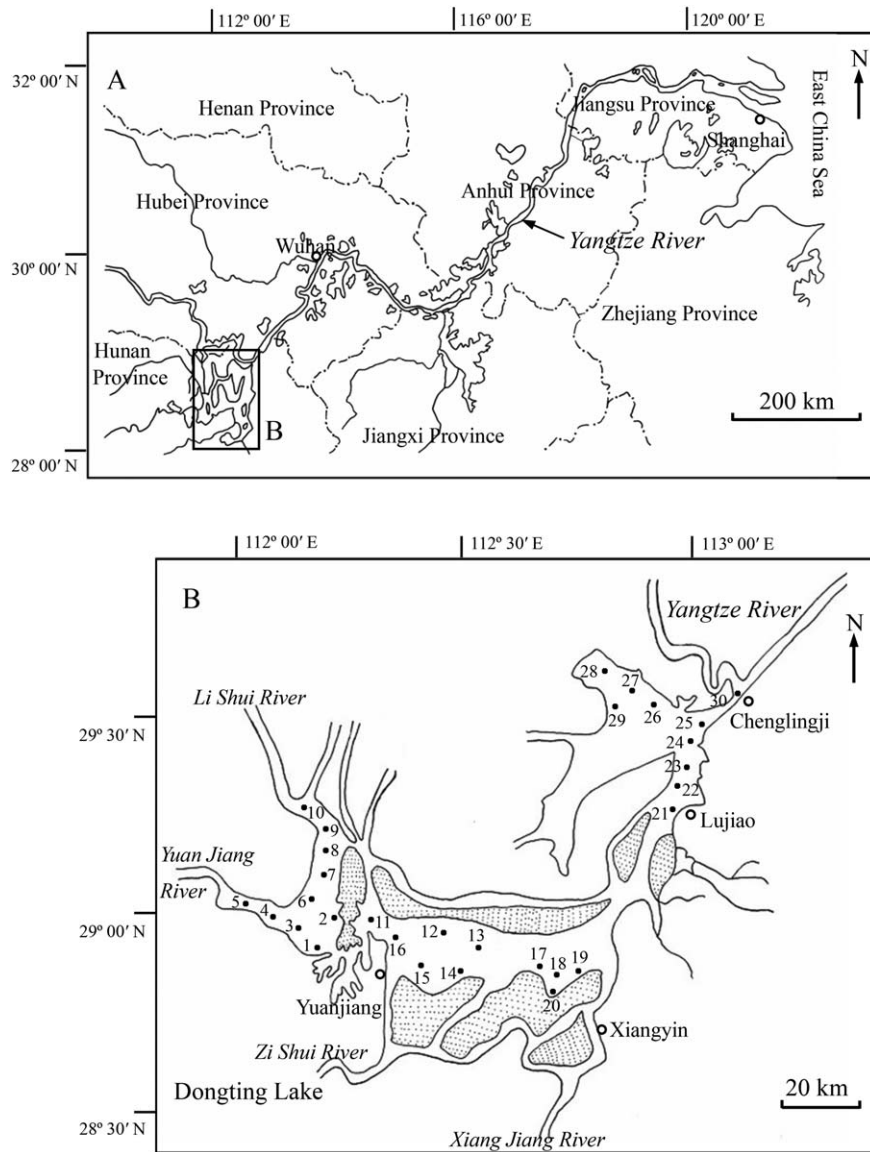 112º 00′ E
116º 00′ E
120º 00′ E
32º 00′ N
A
N
Henan Province
Jiangsu Province
East China Sea
Shanghai
Hubei Province
Anhui Province
Wuhan
Yangtze River
30º 00′ N
Zhejiang Province
Hunan
Province
200 km
B
Jiangxi Province
28º 00′ N
112º 00′ E
112º 30′ E
113º 00′ E
B
Yangtze River
N
28
27
Li Shui River
29
26
30
25
Chenglingji
29º 30′ N
24
23
22
10
21
Lujiao
9
8
Yuan Jiang
River
7
5
6
4
2
11
29º 00′ N
3
12
16
13
1
17
18
19
15
14
20
Yuanjiang
Xiangyin
Zi Shui River
Dongting Lake
20 km
28º 30′ N
Xiang Jiang River